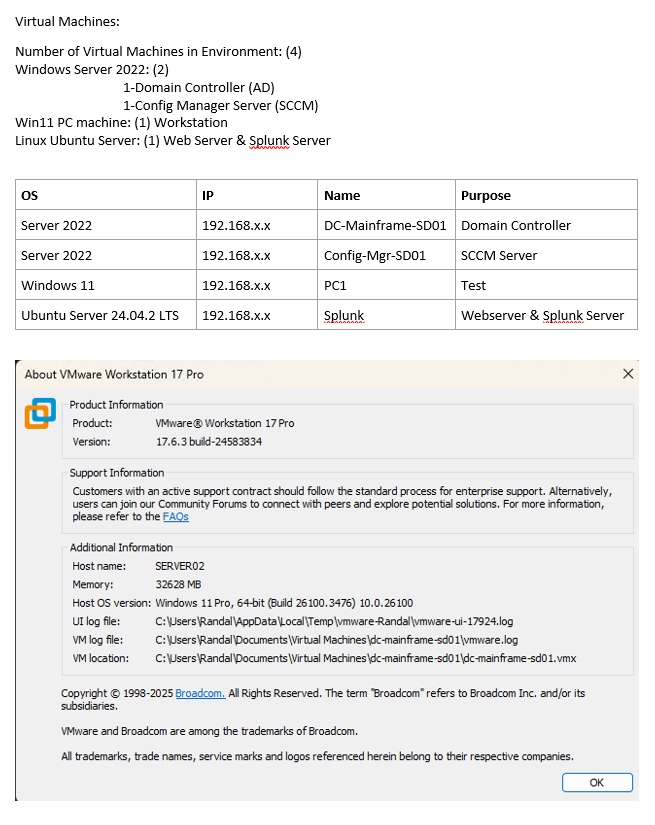 Virtual Machines:
Number of Virtual Machines in Environment: (4)
Windows Server 2022: (2)
1-Domain Controller (AD)
1-Config Manager Server (SCCM)
Win11 PC machine: (1) Workstation
Linux Ubuntu Server: (1) Web Server & Splunk Server
OS IP Name Purpose
Server 2022 192.168.x.x DC-Mainframe-SD01 Domain Controller
Server 2022 192.168.x.x Config-Mgr-SD01 SCCM Server
Windows 11 192.168.x.x PC1 Test
Ubuntu Server 24.04.2 LTS 192.168.x.x Splunk Webserver & Splunk Server
About VMware Workstation 17 Pro
Product Information
Product: VMware® Workstation 17 Pro
Version: 17.6.3 build-24583834
Support Information
Customers with an active support contract should follow the standard process for enterprise support. Alternatively,
users can join our Community Forums to connect with peers and explore potential solutions. For more information,
please refer to the FAQs
Additional Information
Host name: SERVER02
Memory: 32628 MB
Host OS version: Windows 11 Pro, 64-bit (Build 26100.3476) 10.0.26100
UI log file: C:\Users\Randal\AppData\Local\Temp\vmware-Randal\vmware-ui-17924.log
VM log file: C:\Users\Randal\Documents\Virtual Machines\dc-mainframe-sd01\vmware.log
VM location: C:\Users\Randal\Documents\Virtual Machines\dc-mainframe-sd01\dc-mainframe-sd01.vmx
Copyright © 1998-2025 Broadcom. All Rights Reserved. The term "Broadcom" refers to Broadcom Inc. and/or its
subsidiaries.
VMware and Broadcom are among the trademarks of Broadcom.
All trademarks, trade names, service marks and logos referenced herein belong to their respective companies.
OK